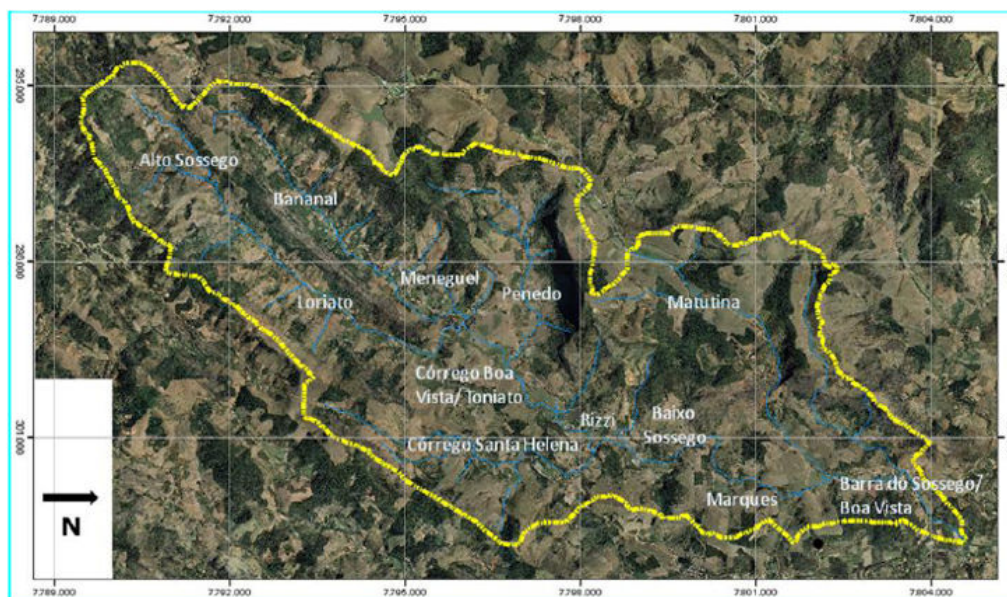 7.789.000 7.792.000 7.795.000 7.798.000 7.801.000 7.804.000
295.000
Alto Sossego
Bananal
298.000
Meneguel
Penedo
Loriato
Matutina
Córrego Boa
Vista/ Toniato
Rizzi
Baixo
Sossego
301.000
Córrego Santa Helena
Marques
Barra do Sossego/
Boa Vista
N
7.789.000 7.792.000 7.795.000 7.798.000 7.801.000 7.804.000